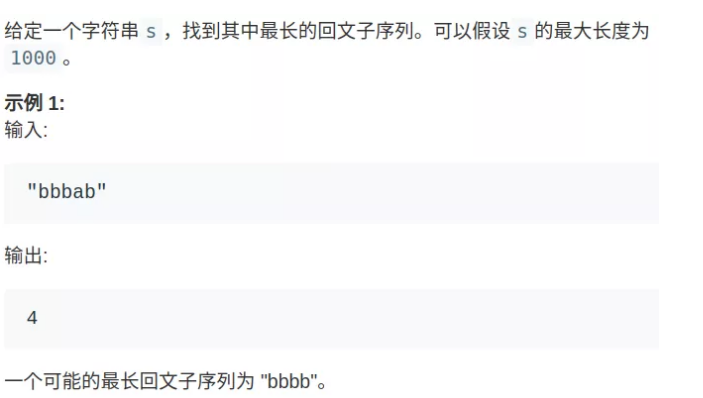 给定一个字符串 s ，找到其中最长的回文子序列。可以假设 s 的最大长度为
1000 。
示例 1:
输入:
"bbbab"
输出:
4
一个可能的最长回文子序列为 "bbbb"。